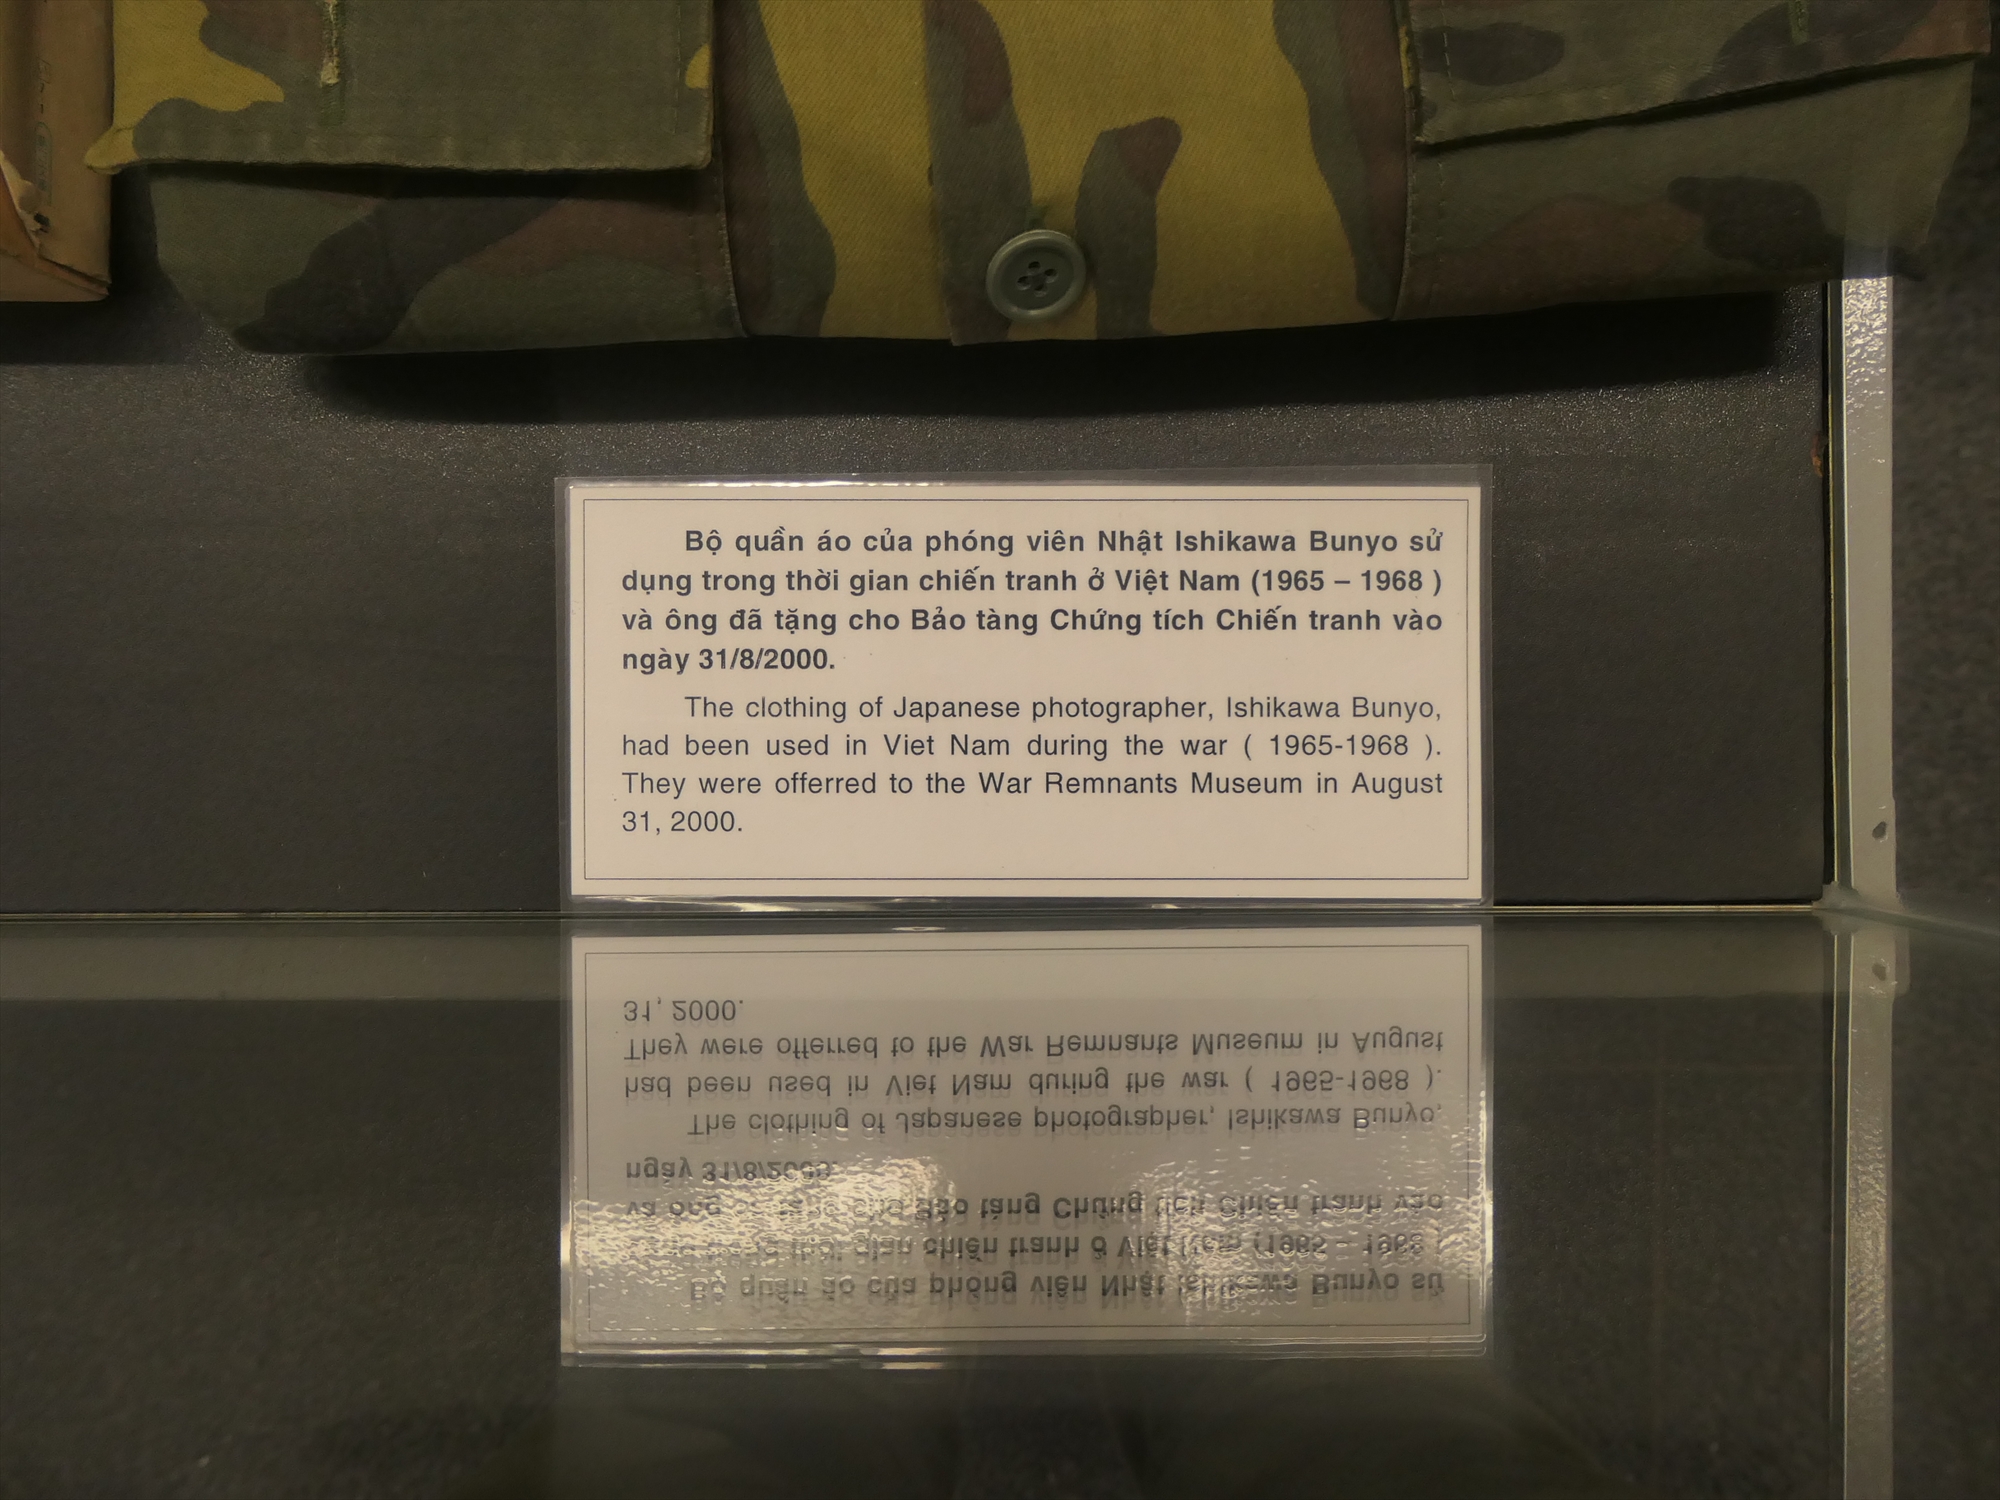 Bộ quần áo của phóng viên Nhật Ishikawa Bunyo sử
dụng trong thời gian chiến tranh ở Việt Nam (1965 – 1968 )
và ông đã tặng cho Bảo tàng Chứng tích Chiến tranh vào
ngày 31/8/2000.
The clothing of Japanese photographer, Ishikawa Bunyo,
had been used in Viet Nam during the war ( 1965-1968 ).
They were offerred to the War Remnants Museum in August
31, 2000.